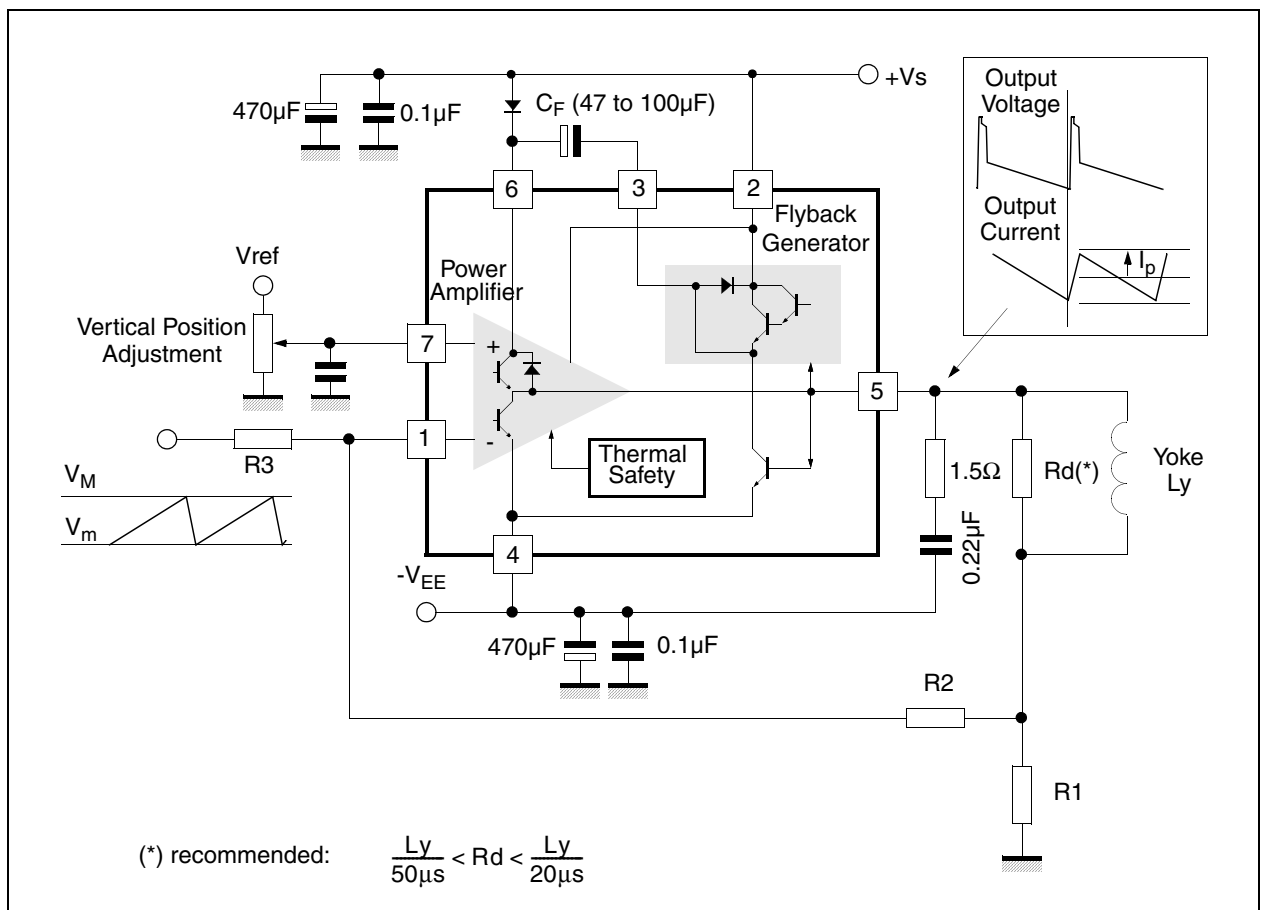 +Vs
Output
Voltage
470µF
0.1µF
C_F (47 to 100µF)
6
3
2
Output
Current
I_p
Flyback
Generator
Vref
Power
Amplifier
Vertical Position
Adjustment
7
+
5
1
-
R3
Thermal
Safety
1.5Ω
Rd(*)
Yoke
Ly
V_M
V_m
0.22µF
4
-V_EE
470µF
0.1µF
R2
R1
(*) recommended: Ly/50µs < Rd < Ly/20µs